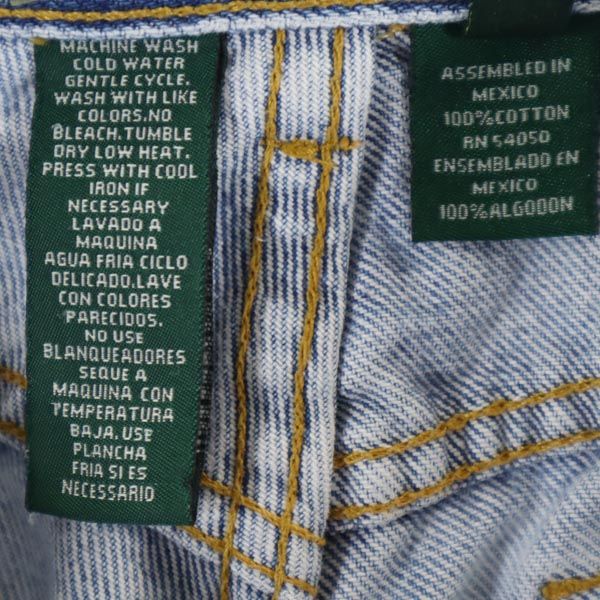 MACHINE WASH
COLD WATER
GENTLE CYCLE.
WASH WITH LIKE
COLORS.NO
BLEACH.TUMBLE
DRY LOW HEAT.
PRESS WITH COOL
IRON IF
NECESSARY
LAVADO A
MAQUINA
AGUA FRIA CICLO
DELICADO.LAVE
CON COLORES
PARECIDOS.
NO USE
BLANQUEADORES
SEQUE A
MAQUINA CON
TEMPERATURA
BAJA.USE
PLANCHA
FRIA SI ES
NECESSARIO
ASSEMBLED IN
MEXICO
100%COTTON
RN 54050
ENSEMBLADO EN
MEXICO
100%ALGODON